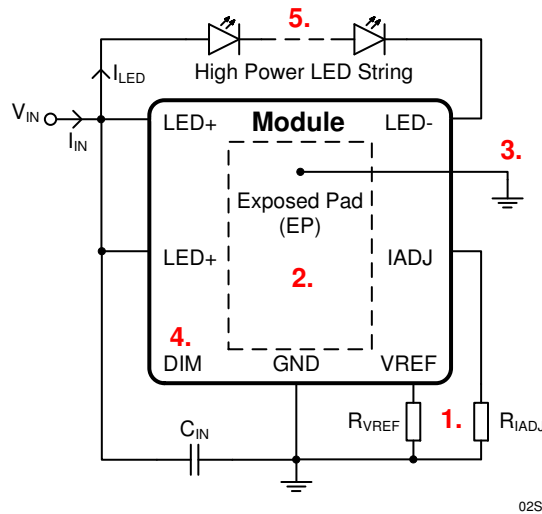 5.
I_LED
High Power LED String
V_IN
I_IN
LED+
Module
LED-
3.
Exposed Pad
(EP)
LED+
IADJ
2.
4.
DIM
GND
VREF
C_IN
R_VREF
1.
R_IADJ
02S